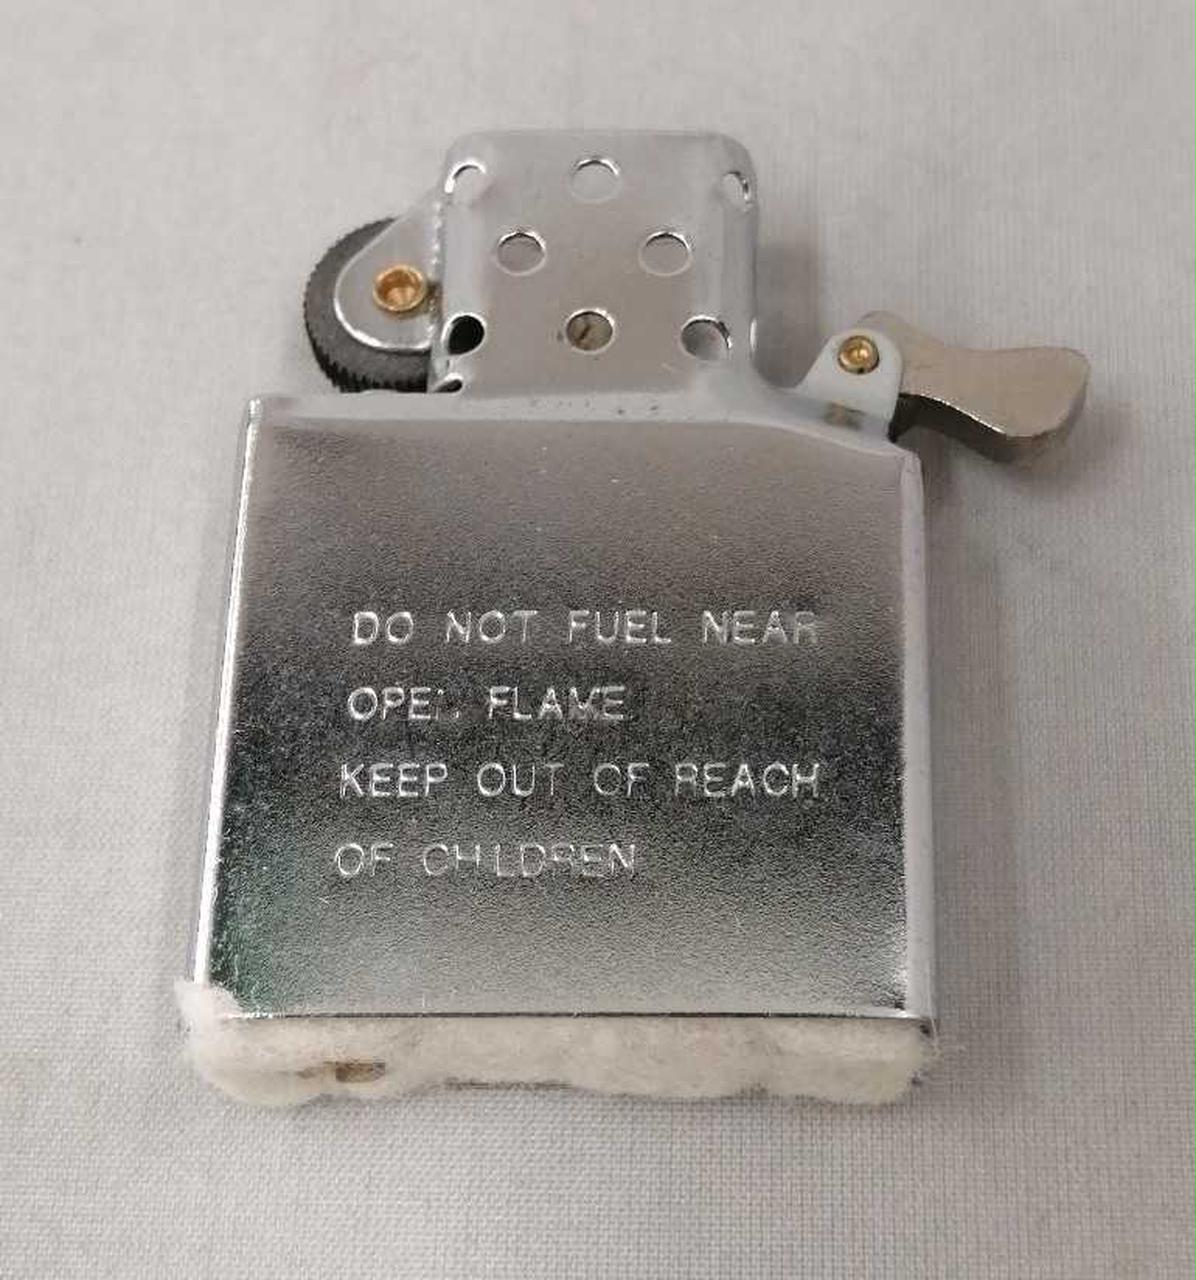 DO NOT FUEL NEAR
OPEN FLAME
KEEP OUT OF REACH
OF CHILDREN